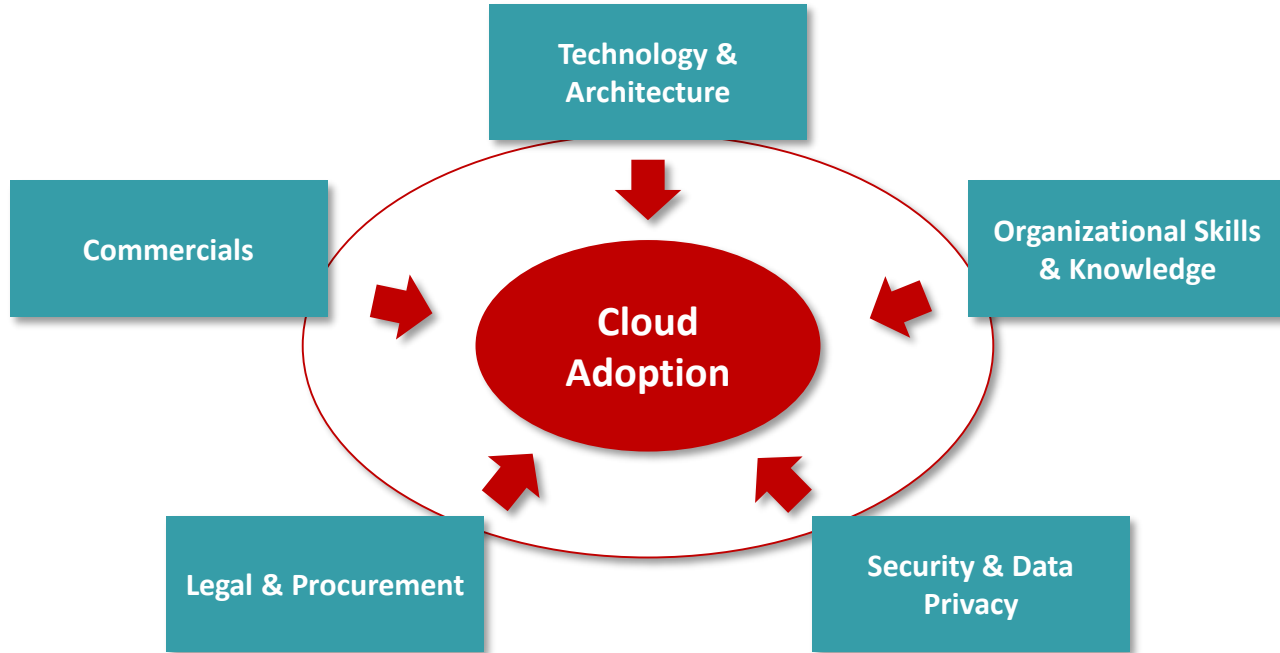 Technology &
Architecture
Commercials
Organizational Skills
& Knowledge
Cloud
Adoption
Legal & Procurement
Security & Data
Privacy